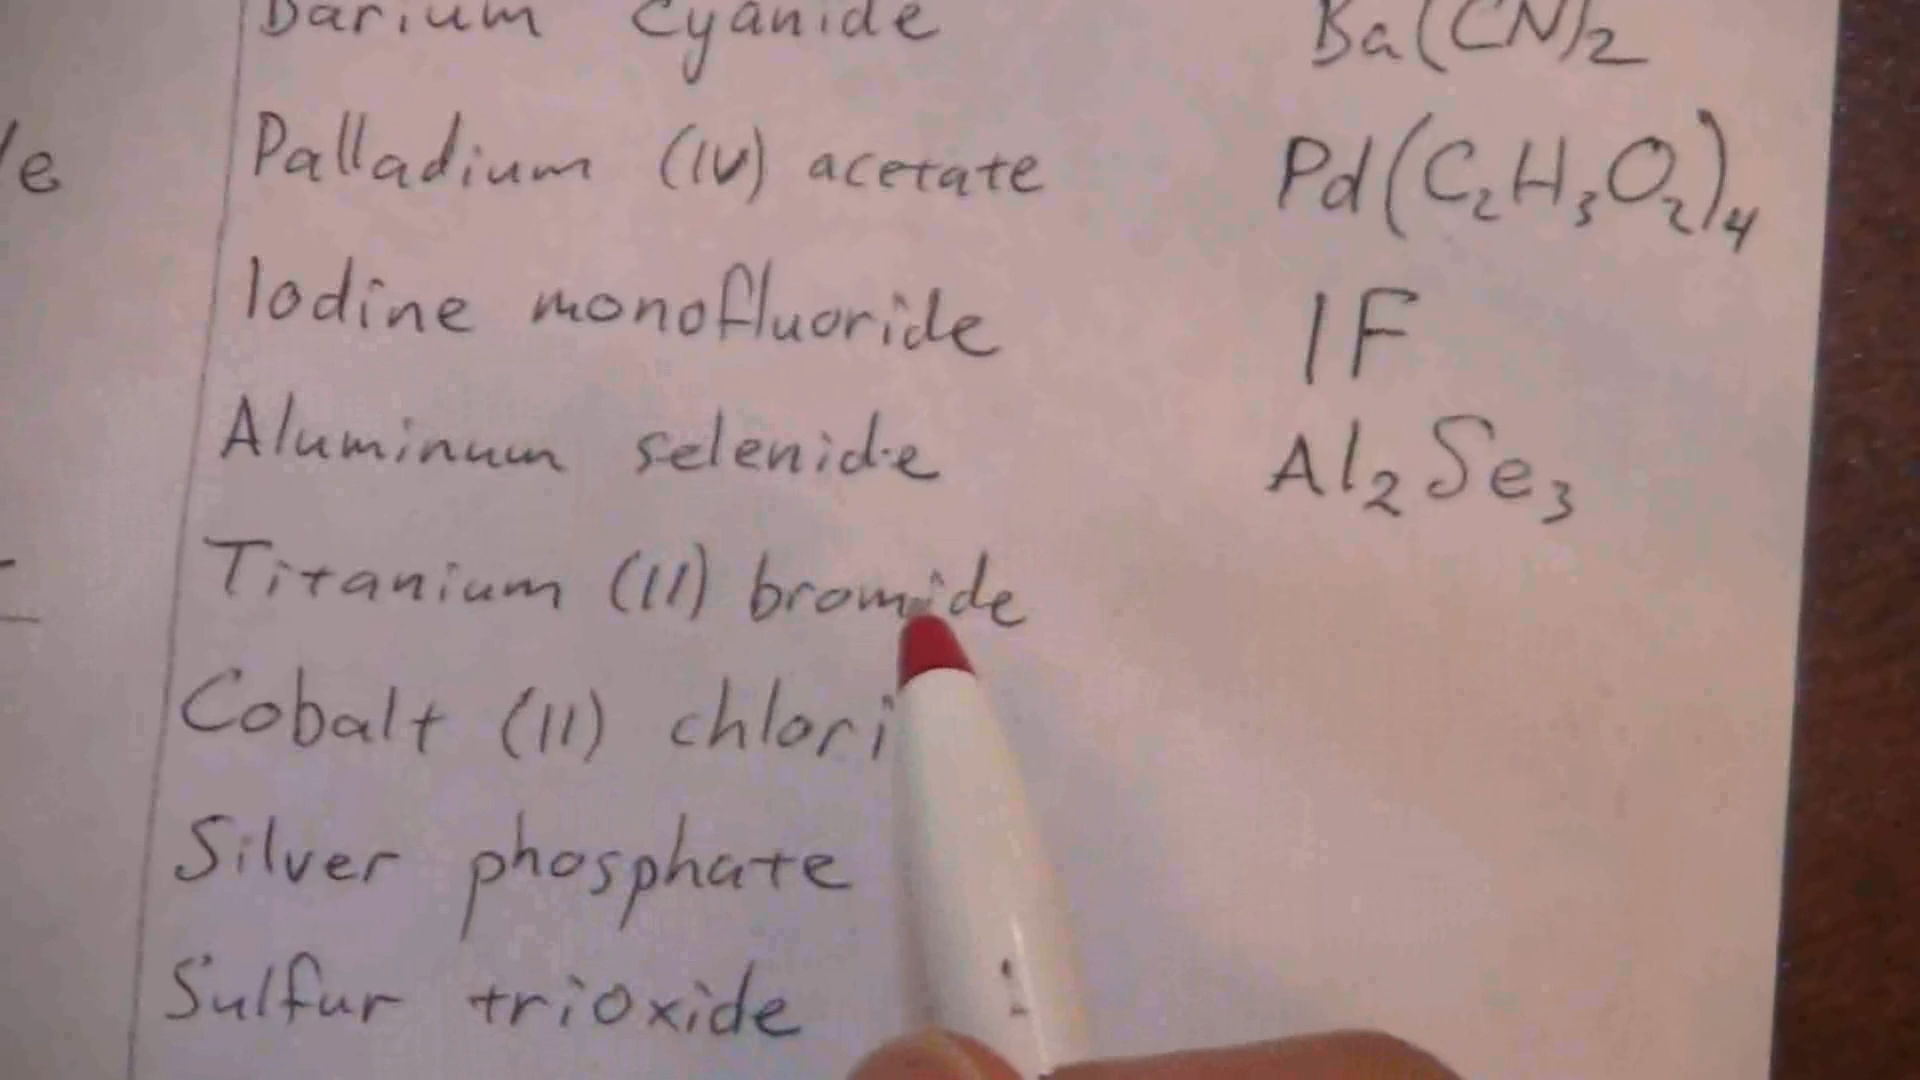 Barium Cyanide Ba(CN)2
le Palladium (IV) acetate Pd(C2H3O2)4
Iodine monofluoride IF
Aluminum selenide Al2Se3
Titanium (II) bromide
Cobalt (II) chlori
Silver phosphate
Sulfur trioxide